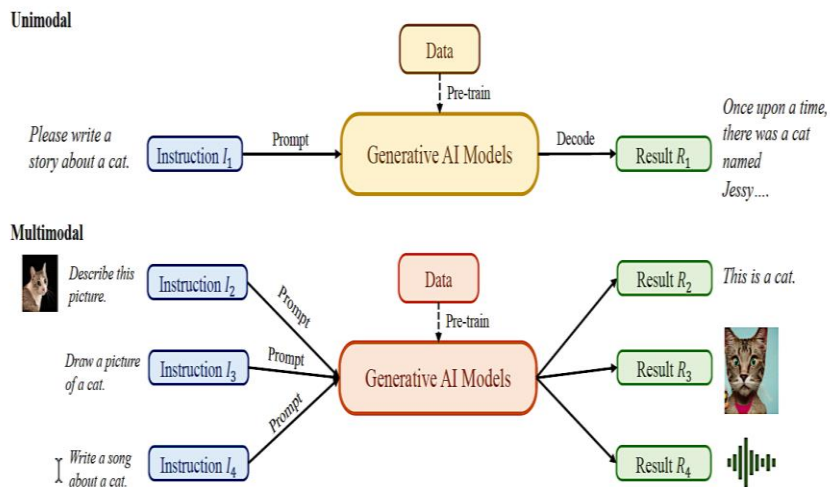 Unimodal
Data
Pre-train
Please write a
story about a cat.
Instruction I₁
Prompt
Generative AI Models
Decode
Result R₁
Once upon a time,
there was a cat
named
Jessy....
Multimodal
Describe this
picture.
Instruction I₂
Prompt
Data
Pre-train
Result R₂
This is a cat.
Draw a picture
of a cat.
Instruction I₃
Prompt
Generative AI Models
Result R₃
Write a song
about a cat.
Instruction I₄
Prompt
Result R₄